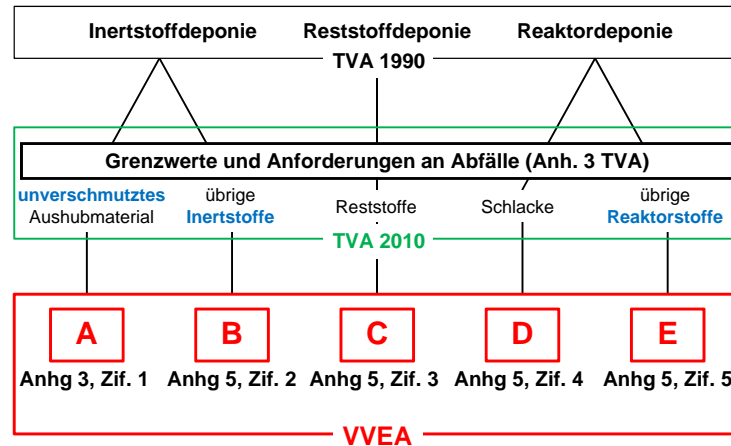 Inertstoffdeponie Reststoffdeponie Reaktordeponie
TVA 1990
Grenzwerte und Anforderungen an Abfälle (Anh. 3 TVA)
unverschmutztes
Aushubmaterial
übrige
Inertstoffe
Reststoffe
Schlacke
übrige
Reaktorstoffe
TVA 2010
A B C D E
Anhg 3, Zif. 1 Anhg 5, Zif. 2 Anhg 5, Zif. 3 Anhg 5, Zif. 4 Anhg 5, Zif. 5
VVEA